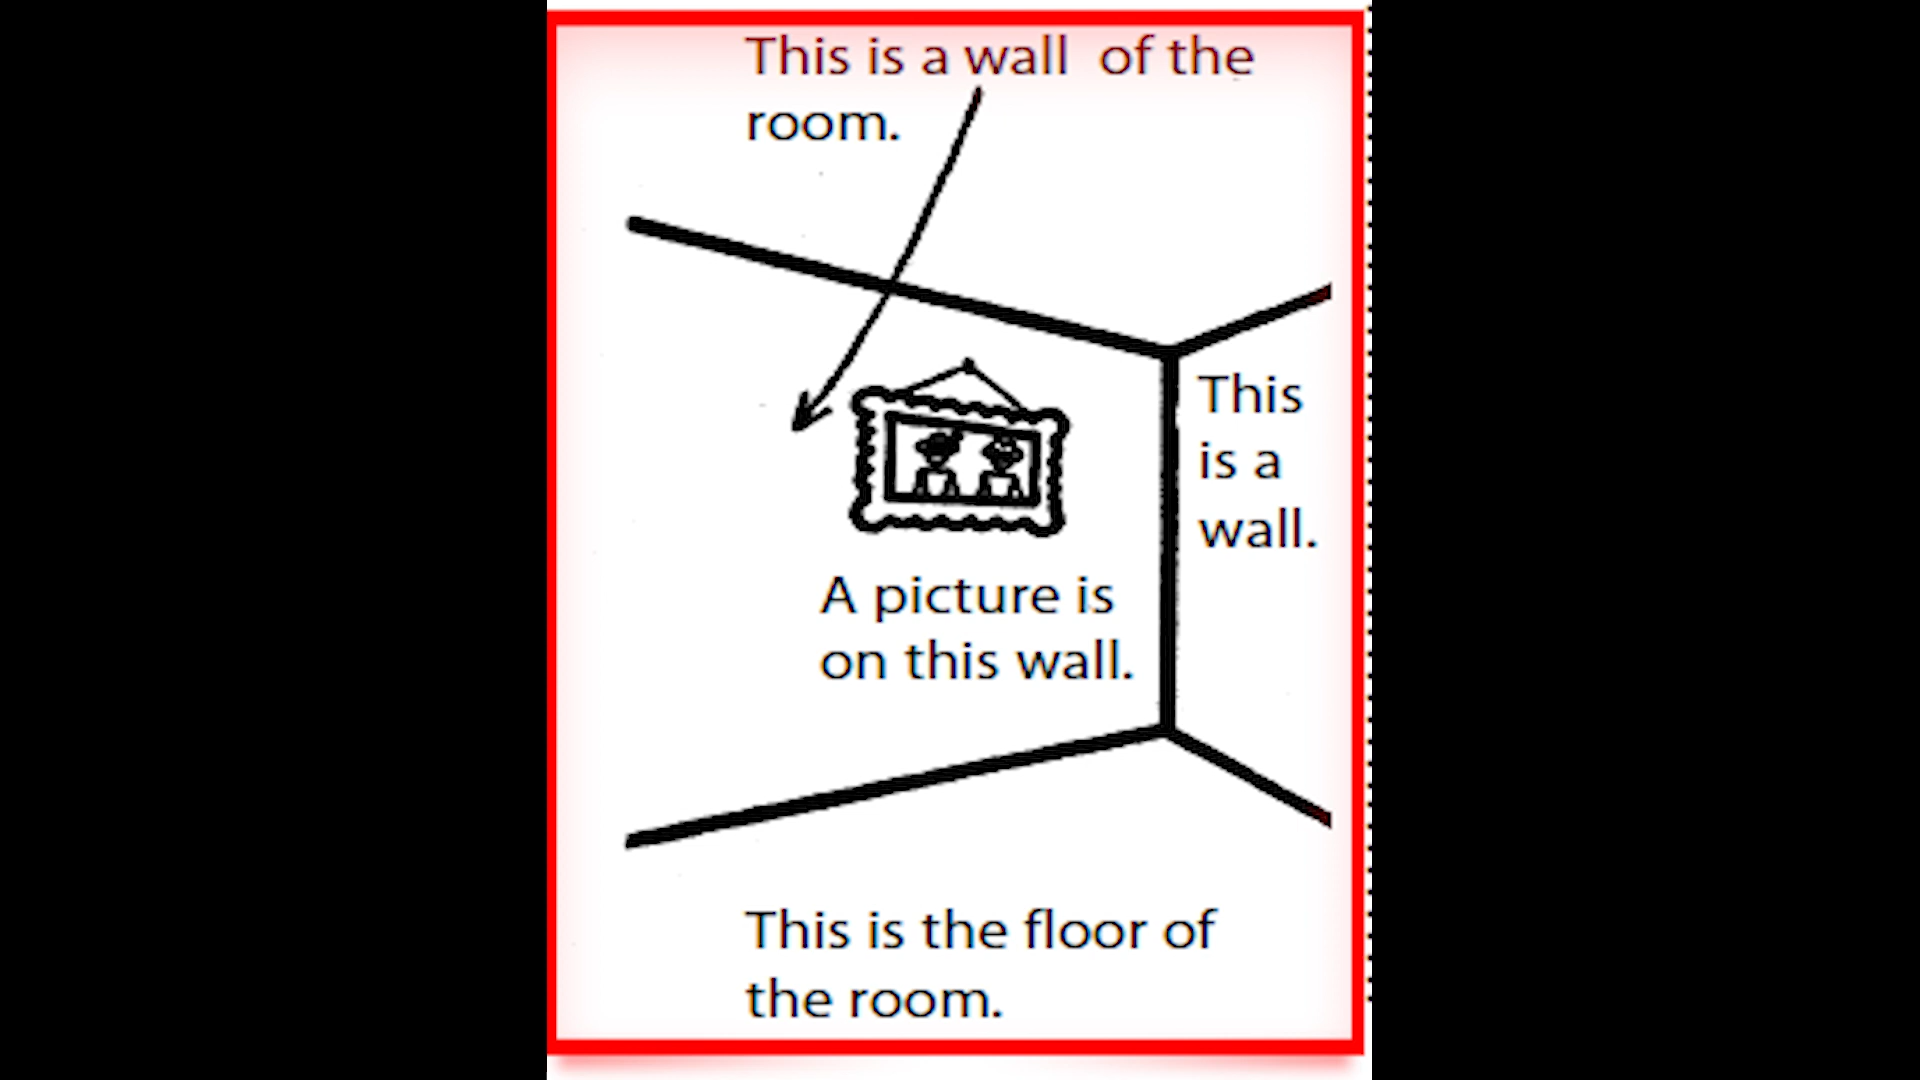 This is a wall of the
room.
This
is a
wall.
A picture is
on this wall.
This is the floor of
the room.